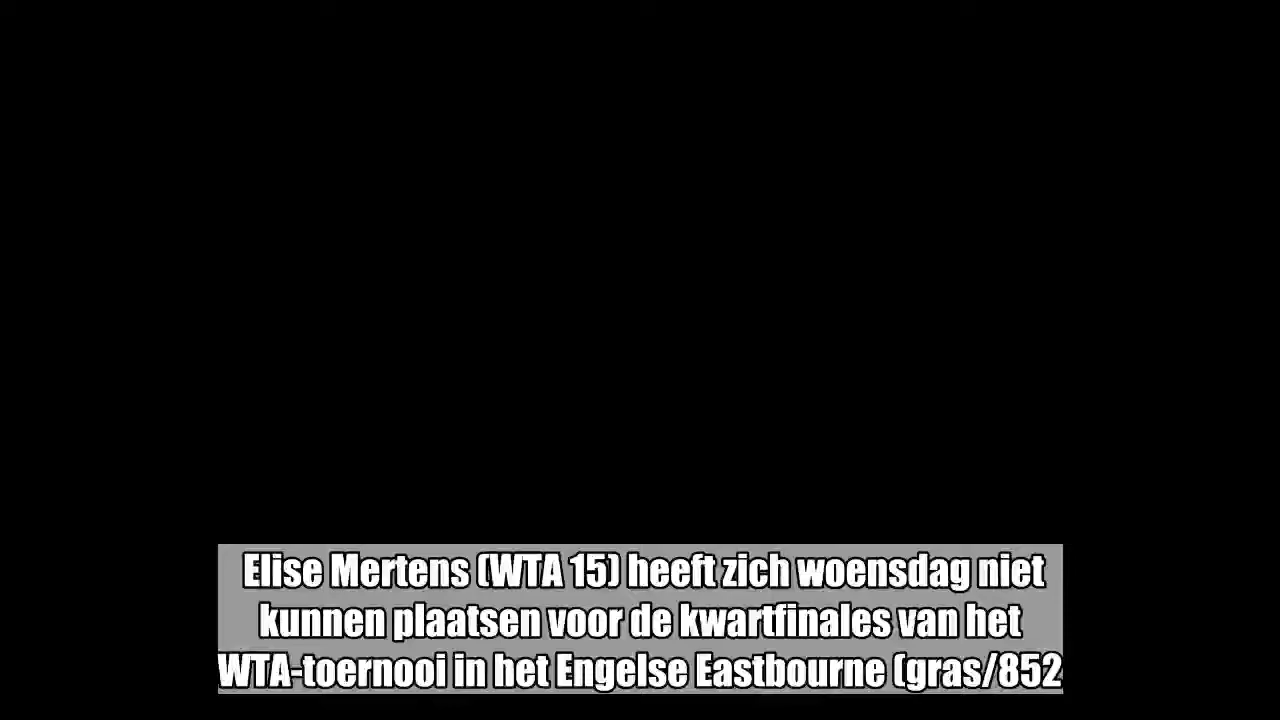 Elise Mertens (WTA 15) heeft zich woensdag niet
kunnen plaatsen voor de kwartfinales van het
WTA-toernooi in het Engelse Eastbourne (gras/852